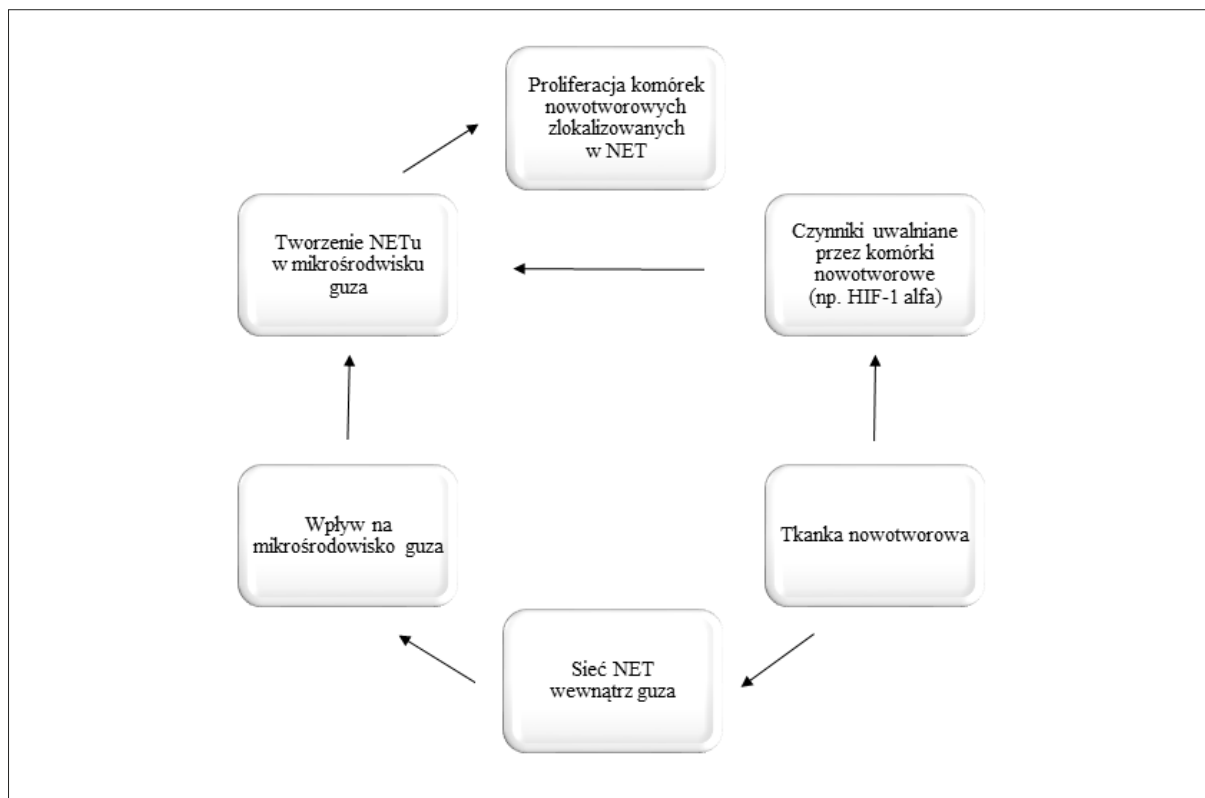 Proliferacja komórek
nowotworowych
zlokalizowanych
w NET
Tworzenie NETu
w mikrośrodwisku
guza
Czynniki uwalniane
przez komórki
nowotworowe
(np. HIF-1 alfa)
Wpływ na
mikrośrodowisko guza
Tkanka nowotworowa
Sieć NET
wewnątrz guza